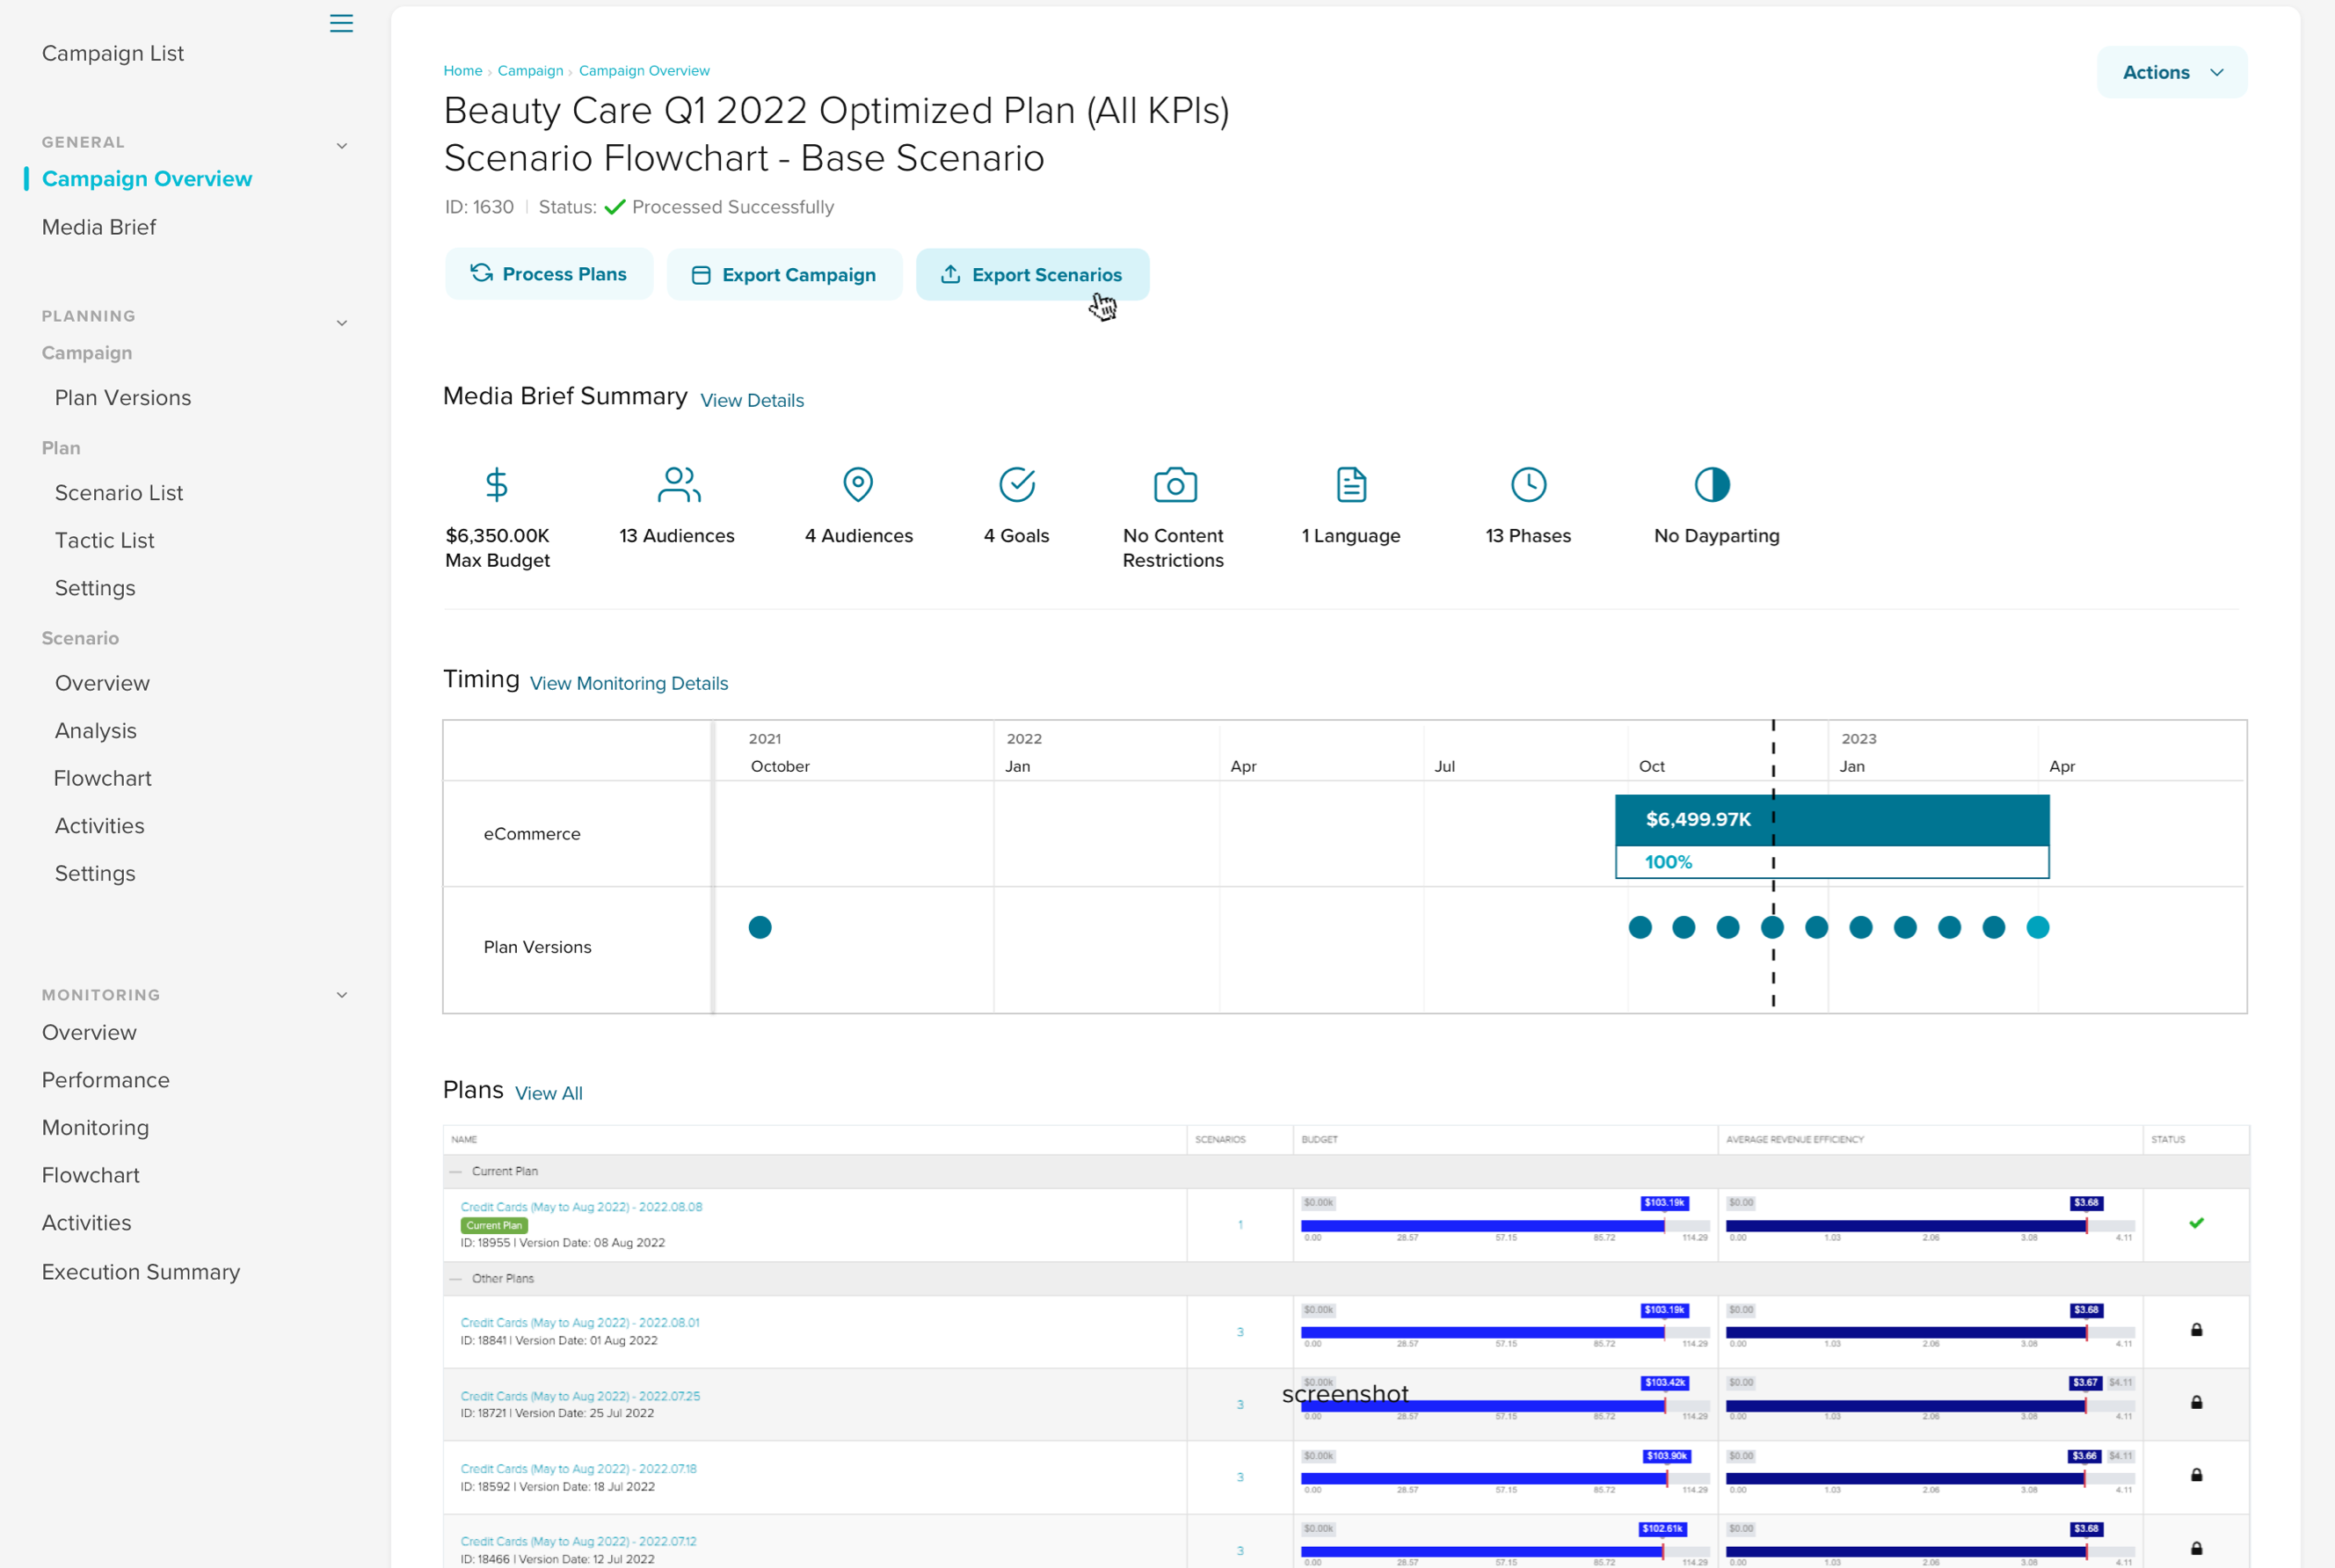 Campaign List
GENERAL
Campaign Overview
Media Brief
PLANNING
Campaign
Plan Versions
Plan
Scenario List
Tactic List
Settings
Scenario
Overview
Analysis
Flowchart
Activities
Settings
MONITORING
Overview
Performance
Monitoring
Flowchart
Activities
Execution Summary
Home › Campaign › Campaign Overview
Actions
Beauty Care Q1 2022 Optimized Plan (All KPIs)
Scenario Flowchart - Base Scenario
ID: 1630 | Status: Processed Successfully
Process Plans Export Campaign Export Scenarios
Media Brief Summary View Details
$6,350.00K
Max Budget
13 Audiences
4 Audiences
4 Goals
No Content
Restrictions
1 Language
13 Phases
No Dayparting
Timing View Monitoring Details
2021 2022 2023
October Jan Apr Jul Oct Jan Apr
eCommerce
$6,499.97K
100%
Plan Versions
Plans View All
NAME SCENARIOS BUDGET AVERAGE REVENUE EFFICIENCY STATUS
Current Plan
Credit Cards (May to Aug 2022) - 2022.08.08
Current Plan
ID: 18955 | Version Date: 08 Aug 2022
1
$0.00k $103.19k
0.00 28.57 57.15 85.72 114.29
$0.00 $3.68
0.00 1.03 2.06 3.08 4.11
Other Plans
Credit Cards (May to Aug 2022) - 2022.08.01
ID: 18841 | Version Date: 01 Aug 2022
3
$0.00k $103.19k
0.00 28.57 57.15 85.72 114.29
$0.00 $3.68
0.00 1.03 2.06 3.08 4.11
Credit Cards (May to Aug 2022) - 2022.07.25
ID: 18721 | Version Date: 25 Jul 2022
3
$0.00k $103.42k
screenshot
0.00 28.57 57.15 85.72 114.29
$0.00 $3.67 $4.11
0.00 1.03 2.06 3.08 4.11
Credit Cards (May to Aug 2022) - 2022.07.18
ID: 18592 | Version Date: 18 Jul 2022
3
$0.00k $103.90k
0.00 28.57 57.15 85.72 114.29
$0.00 $3.66 $4.11
0.00 1.03 2.06 3.08 4.11
Credit Cards (May to Aug 2022) - 2022.07.12
ID: 18466 | Version Date: 12 Jul 2022
3
$0.00k $102.61k
0.00 28.57 57.15 85.72 114.29
$0.00 $3.68
0.00 1.03 2.06 3.08 4.11